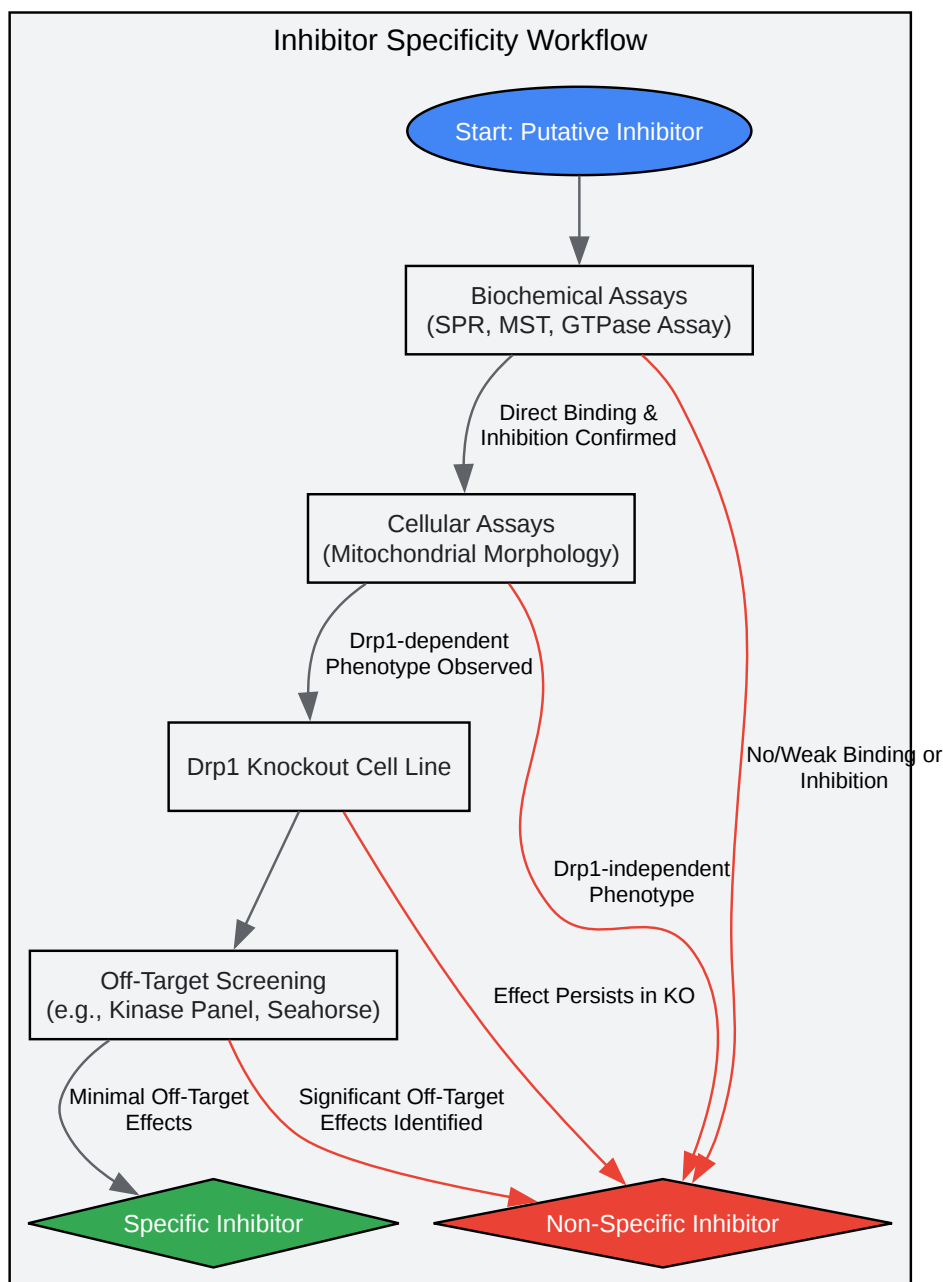 Inhibitor Specificity Workflow
Start: Putative Inhibitor
Biochemical Assays
(SPR, MST, GTPase Assay)
Direct Binding &
Inhibition Confirmed
Cellular Assays
(Mitochondrial Morphology)
Drp1-dependent
Phenotype Observed
No/Weak Binding or
Inhibition
Drp1 Knockout Cell Line
Drp1-independent
Phenotype
Effect Persists in KO
Off-Target Screening
(e.g., Kinase Panel, Seahorse)
Minimal Off-Target
Effects
Significant Off-Target
Effects Identified
Specific Inhibitor
Non-Specific Inhibitor